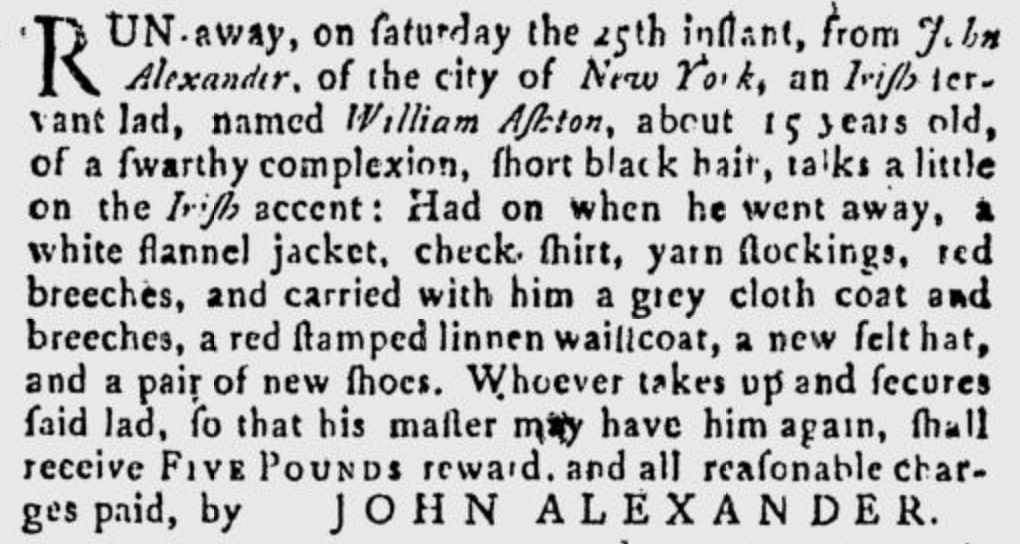 RUN-away, on ſaturday the 25th inſtant, from John
Alexander, of the city of New York, an Iriſh ſer-
vant lad, named William Aſkton, about 15 years old,
of a ſwarthy complexion, ſhort black hair, talks a little
on the Iriſh accent: Had on when he went away, a
white flannel jacket, check ſhirt, yarn ſtockings, red
breeches, and carried with him a grey cloth coat and
breeches, a red ſtamped linnen waiſtcoat, a new felt hat,
and a pair of new ſhoes. Whoever takes up and ſecures
ſaid lad, ſo that his maſter may have him again, ſhall
receive FIVE POUNDS reward, and all reaſonable char-
ges paid, by JOHN ALEXANDER.